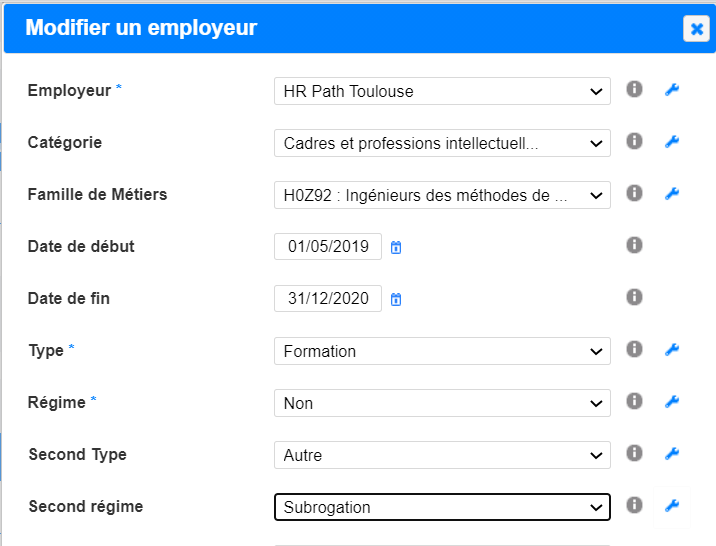 Modifier un employeur
Employeur * HR Path Toulouse
Catégorie Cadres et professions intellectuell...
Famille de Métiers H0Z92 : Ingénieurs des méthodes de ...
Date de début 01/05/2019
Date de fin 31/12/2020
Type * Formation
Régime * Non
Second Type Autre
Second régime Subrogation